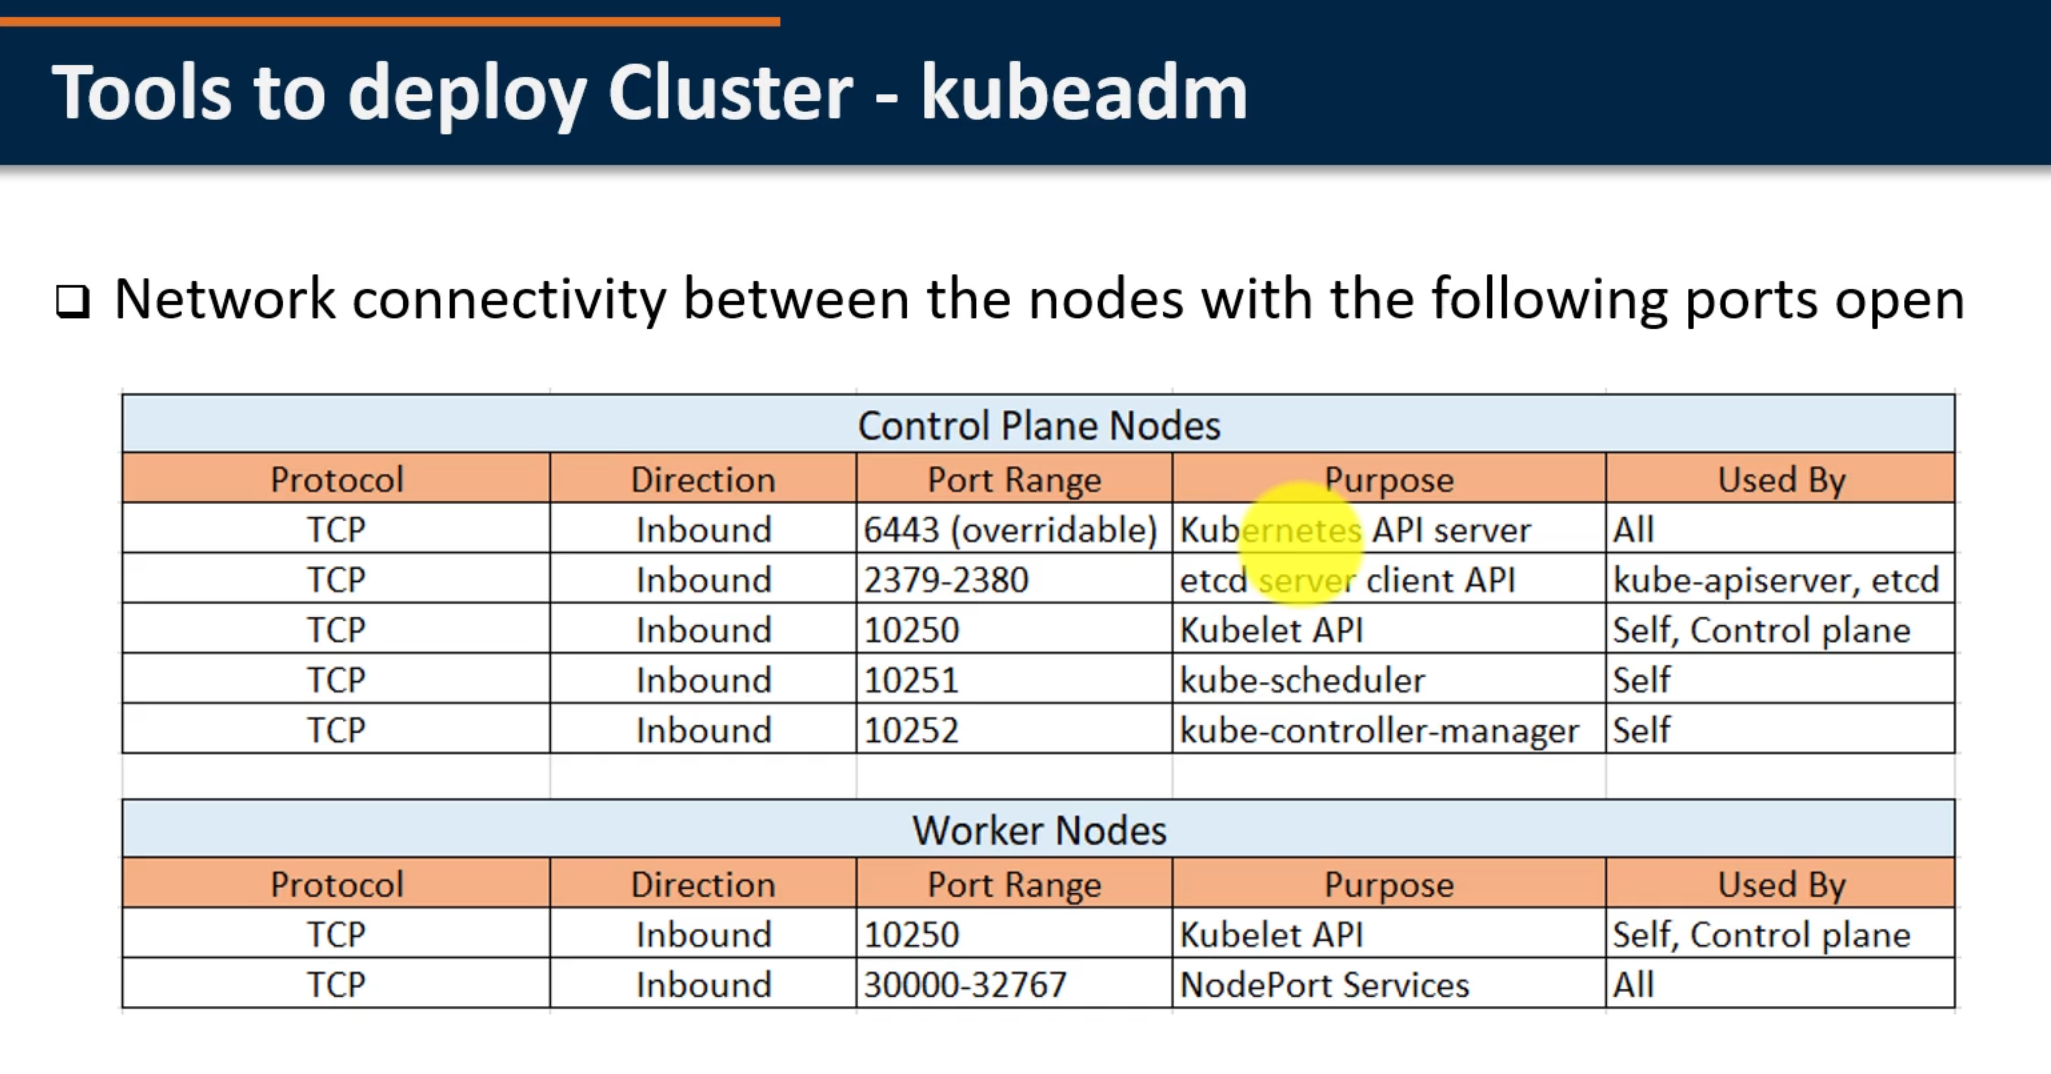 Tools to deploy Cluster - kubeadm
❑ Network connectivity between the nodes with the following ports open
Control Plane Nodes
Protocol Direction Port Range Purpose Used By
TCP Inbound 6443 (overridable) Kubernetes API server All
TCP Inbound 2379-2380 etcd server client API kube-apiserver, etcd
TCP Inbound 10250 Kubelet API Self, Control plane
TCP Inbound 10251 kube-scheduler Self
TCP Inbound 10252 kube-controller-manager Self
Worker Nodes
Protocol Direction Port Range Purpose Used By
TCP Inbound 10250 Kubelet API Self, Control plane
TCP Inbound 30000-32767 NodePort Services All